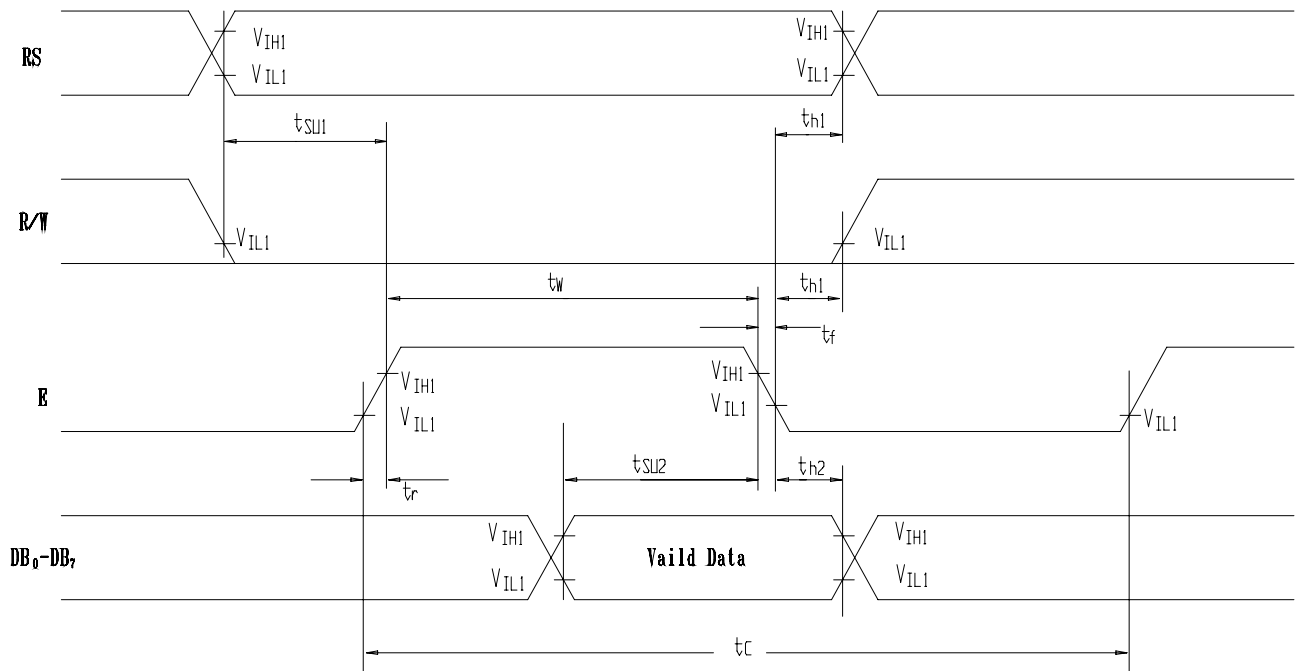 VIH1 VIH1
RS
VIL1 VIL1
tSU1 th1
R/W
VIL1 VIL1
tW th1
tf
VIH1 VIH1
E
VIL1 VIL1 VIL1
tSU2 th2
tr
VIH1 VIH1
DB0-DB7 Vaild Data
VIL1 VIL1
tC